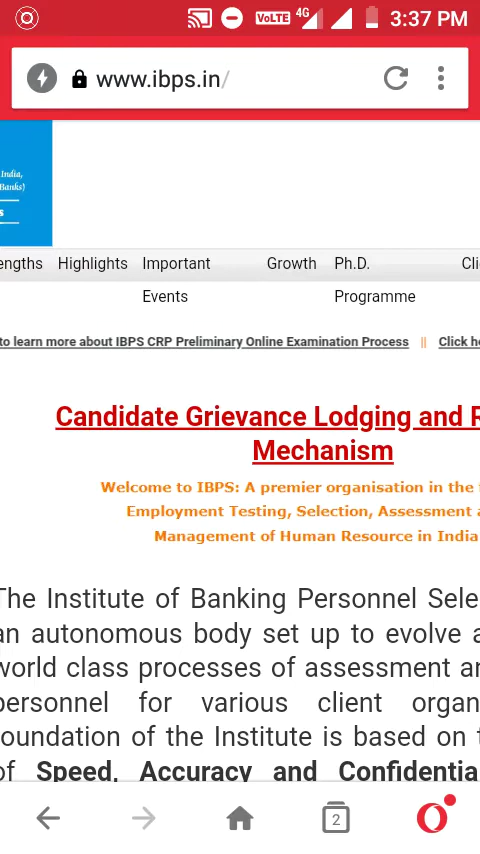 VoLTE 4G 3:37 PM
www.ibps.in/
India,
Banks)
engths Highlights Important Events Growth Ph.D. Programme Cli
to learn more about IBPS CRP Preliminary Online Examination Process || Click h
Candidate Grievance Lodging and R
Mechanism
Welcome to IBPS: A premier organisation in the
Employment Testing, Selection, Assessment a
Management of Human Resource in India
The Institute of Banking Personnel Sele
an autonomous body set up to evolve a
world class processes of assessment an
personnel for various client organ
oundation of the Institute is based on t
of Speed, Accuracy and Confidentia
2